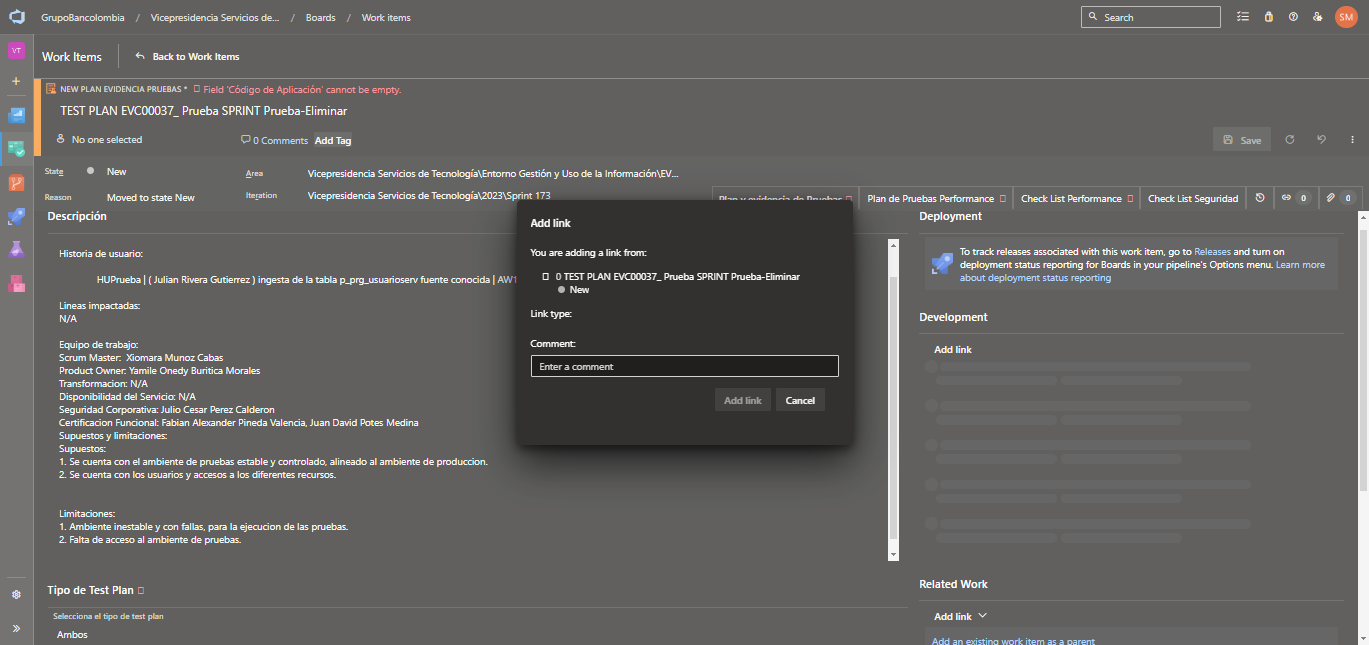 GrupoBancolombia / Vicepresidencia Servicios de... / Boards / Work items
Search
SM
VT
Work Items
Back to Work Items
NEW PLAN EVIDENCIA PRUEBAS * Field 'Código de Aplicación' cannot be empty.
TEST PLAN EVC00037_ Prueba SPRINT Prueba-Eliminar
No one selected
0 Comments
Add Tag
Save
State
New
Area
Vicepresidencia Servicios de Tecnología\Entorno Gestión y Uso de la Información\EV...
Reason
Moved to state New
Iteration
Vicepresidencia Servicios de Tecnología\2023\Sprint 173
Plan y evidencia de Pruebas
Plan de Pruebas Performance
Check List Performance
Check List Seguridad
0
0
Descripción
Historia de usuario:
HUPrueba | ( Julian Rivera Gutierrez ) ingesta de la tabla p_prg_usuarioserv fuente conocida | AW1
Lineas impactadas:
N/A
Equipo de trabajo:
Scrum Master: Xiomara Munoz Cabas
Product Owner: Yamile Onedy Buritica Morales
Transformacion: N/A
Disponibilidad del Servicio: N/A
Seguridad Corporativa: Julio Cesar Perez Calderon
Certificacion Funcional: Fabian Alexander Pineda Valencia, Juan David Potes Medina
Supuestos y limitaciones:
Supuestos:
1. Se cuenta con el ambiente de pruebas estable y controlado, alineado al ambiente de produccion.
2. Se cuenta con los usuarios y accesos a los diferentes recursos.
Limitaciones:
1. Ambiente inestable y con fallas, para la ejecucion de las pruebas.
2. Falta de acceso al ambiente de pruebas.
Tipo de Test Plan
Selecciona el tipo de test plan
Ambos
Add link
You are adding a link from:
0 TEST PLAN EVC00037_ Prueba SPRINT Prueba-Eliminar
New
Link type:
Comment:
Enter a comment
Add link
Cancel
Deployment
To track releases associated with this work item, go to Releases and turn on
deployment status reporting for Boards in your pipeline's Options menu. Learn more
about deployment status reporting
Development
Add link
Related Work
Add link
Add an existing work item as a parent